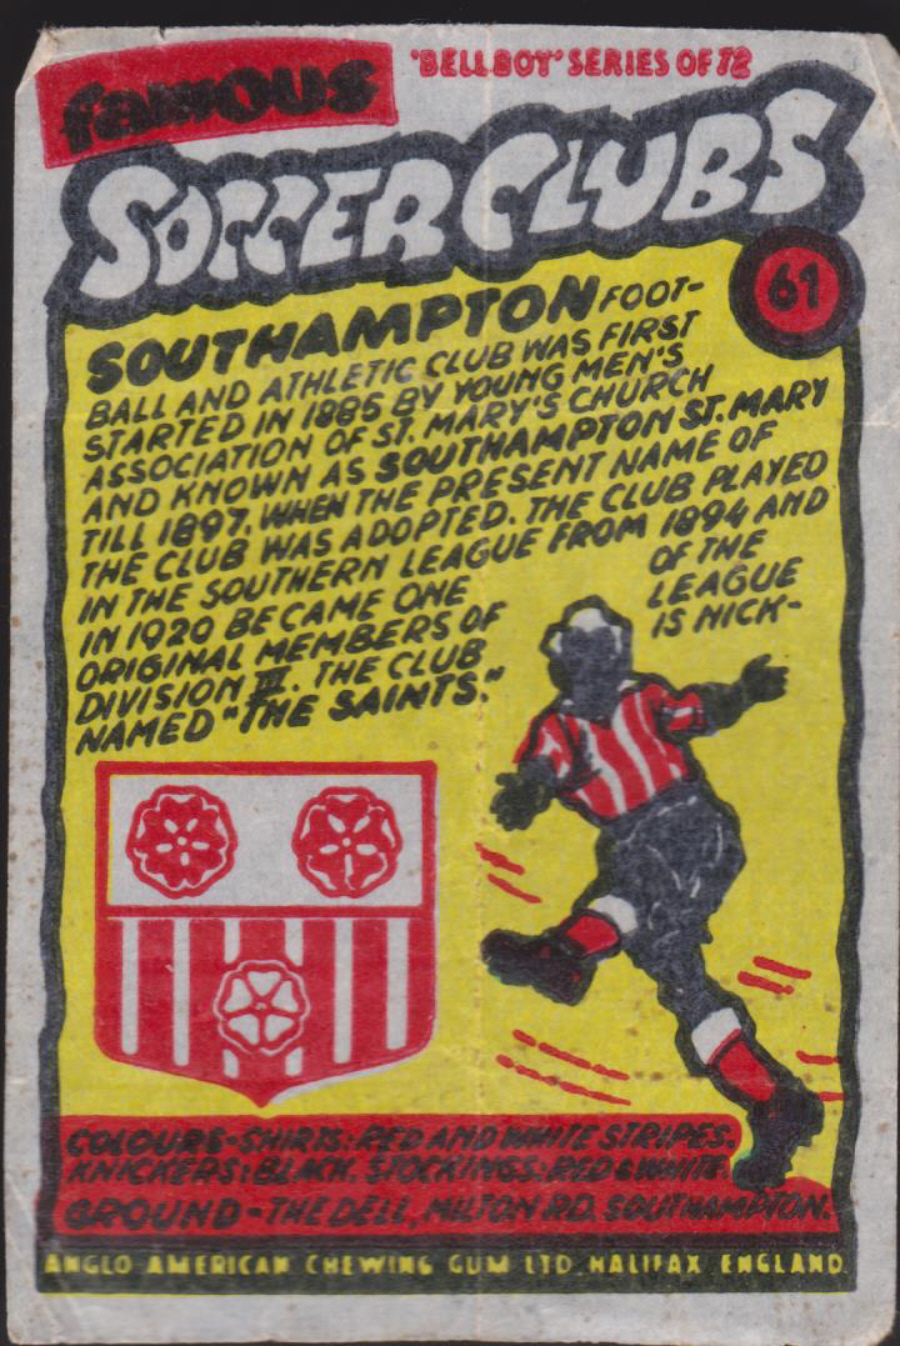 famous
'BELL BOY' SERIES OF 72
SOCCER CLUBS
61
SOUTHAMPTON FOOT-
BALL AND ATHLETIC CLUB WAS FIRST
STARTED IN 1885 BY YOUNG MEN'S
ASSOCIATION OF ST. MARY'S CHURCH
AND KNOWN AS SOUTHAMPTON ST. MARY
TILL 1897, WHEN THE PRESENT NAME OF
THE CLUB WAS ADOPTED. THE CLUB PLAYED
IN THE SOUTHERN LEAGUE FROM 1894 AND
IN 1920 BECAME ONE OF THE
ORIGINAL MEMBERS OF LEAGUE
DIVISION III. THE CLUB IS NICK-
NAMED "THE SAINTS."
COLOURS-SHIRTS: RED AND WHITE STRIPES.
KNICKERS: BLACK. STOCKINGS: RED & WHITE.
GROUND-THE DELL, MILTON RD. SOUTHAMPTON.
ANGLO AMERICAN CHEWING GUM LTD. HALIFAX ENGLAND.